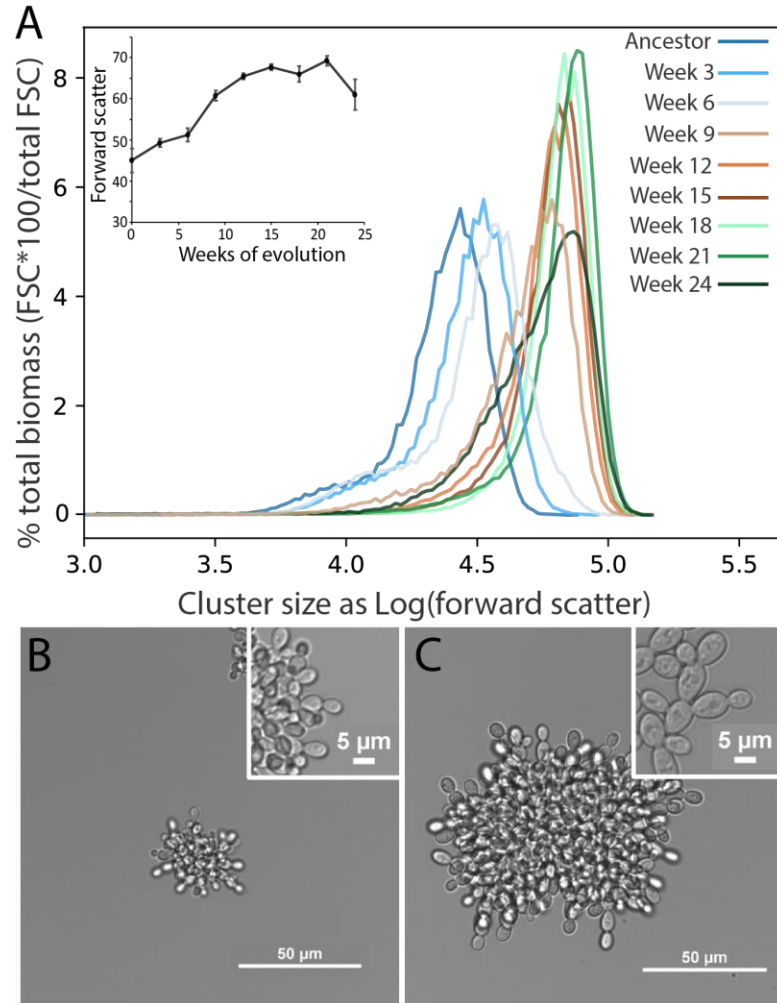 A
Ancestor
Week 3
Week 6
Week 9
Week 12
Week 15
Week 18
Week 21
Week 24
Forward scatter
75
70
60
50
40
30
0
5
10
15
20
25
Weeks of evolution
% total biomass (FSC*100/total FSC)
8
6
4
2
0
3.0
3.5
4.0
4.5
5.0
5.5
Cluster size as Log(forward scatter)
B
5 µm
50 µm
C
5 µm
50 µm